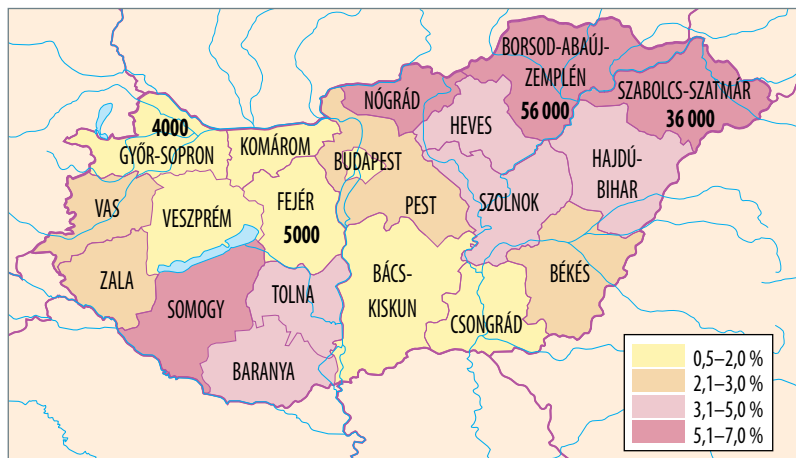 BORSOD-ABAÚJ-
ZEMPLÉN
56 000
SZABOLCS-SZATMÁR
36 000
NÓGRÁD
HEVES
4000
GYŐR-SOPRON
KOMÁROM
BUDAPEST
HAJDÚ-
BIHAR
VAS
VESZPRÉM
FEJÉR
5000
PEST
SZOLNOK
ZALA
SOMOGY
TOLNA
BÁCS-
KISKUN
CSONGRÁD
BÉKÉS
BARANYA
0,5–2,0 %
2,1–3,0 %
3,1–5,0 %
5,1–7,0 %